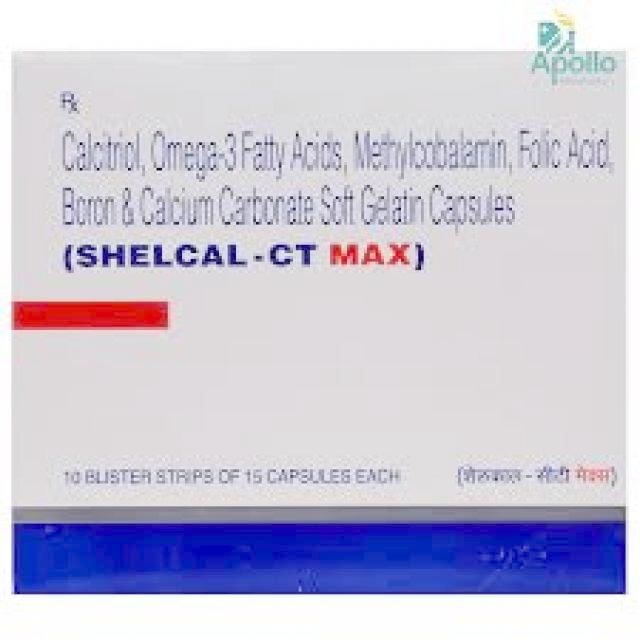 Apollo
Rx
Calcitriol, Omega-3 Fatty Acids, Methylcobalamin, Folic Acid,
Boron & Calcium Carbonate Soft Gelatin Capsules
(SHELCAL-CT MAX)
10 BLISTER STRIPS OF 15 CAPSULES EACH
(शेलकाल - सीटी मेक्स)